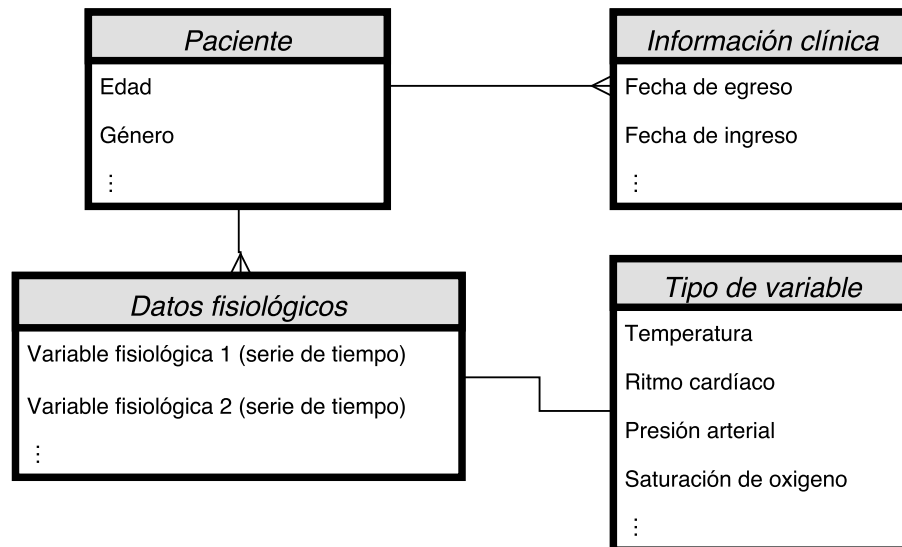 Paciente
Edad
Género
⋮
Información clínica
Fecha de egreso
Fecha de ingreso
⋮
Datos fisiológicos
Variable fisiológica 1 (serie de tiempo)
Variable fisiológica 2 (serie de tiempo)
⋮
Tipo de variable
Temperatura
Ritmo cardíaco
Presión arterial
Saturación de oxigeno
⋮